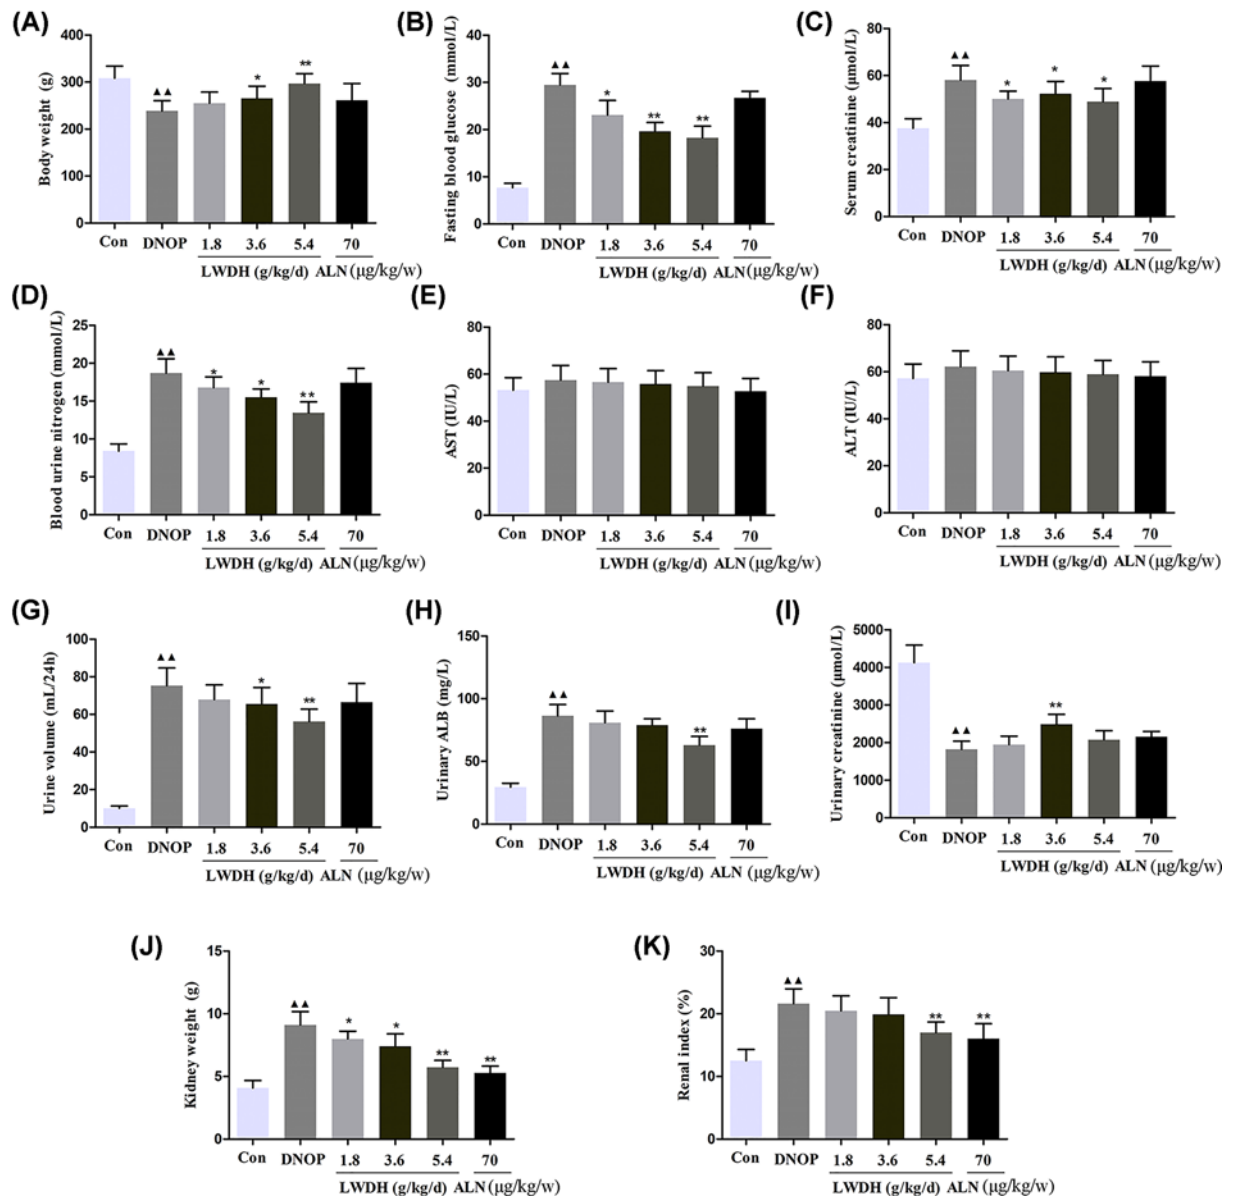 (A)
Body weight (g)
400
300
200
100
0
▲▲
*
**
Con DNOP 1.8 3.6 5.4 70
LWDH (g/kg/d) ALN (μg/kg/w)
(B)
Fasting blood glucose (mmol/L)
40
30
20
10
0
▲▲
*
**
**
Con DNOP 1.8 3.6 5.4 70
LWDH (g/kg/d) ALN (μg/kg/w)
(C)
Serum creatinine (μmol/L)
80
60
40
20
0
▲▲
*
*
*
Con DNOP 1.8 3.6 5.4 70
LWDH (g/kg/d) ALN (μg/kg/w)
(D)
Blood urine nitrogen (mmol/L)
25
20
15
10
5
0
▲▲
*
*
**
Con DNOP 1.8 3.6 5.4 70
LWDH (g/kg/d) ALN (μg/kg/w)
(E)
AST (IU/L)
80
60
40
20
0
Con DNOP 1.8 3.6 5.4 70
LWDH (g/kg/d) ALN (μg/kg/w)
(F)
ALT (IU/L)
80
60
40
20
0
Con DNOP 1.8 3.6 5.4 70
LWDH (g/kg/d) ALN (μg/kg/w)
(G)
Urine volume (mL/24h)
100
80
60
40
20
0
▲▲
*
**
Con DNOP 1.8 3.6 5.4 70
LWDH (g/kg/d) ALN (μg/kg/w)
(H)
Urinary ALB (mg/L)
150
100
50
0
▲▲
**
Con DNOP 1.8 3.6 5.4 70
LWDH (g/kg/d) ALN (μg/kg/w)
(I)
Urinary creatinine (μmol/L)
5000
4000
3000
2000
1000
0
▲▲
**
Con DNOP 1.8 3.6 5.4 70
LWDH (g/kg/d) ALN (μg/kg/w)
(J)
Kidney weight (g)
15
10
5
0
▲▲
*
*
**
**
Con DNOP 1.8 3.6 5.4 70
LWDH (g/kg/d) ALN (μg/kg/w)
(K)
Renal index (%)
30
20
10
0
▲▲
**
**
Con DNOP 1.8 3.6 5.4 70
LWDH (g/kg/d) ALN (μg/kg/w)